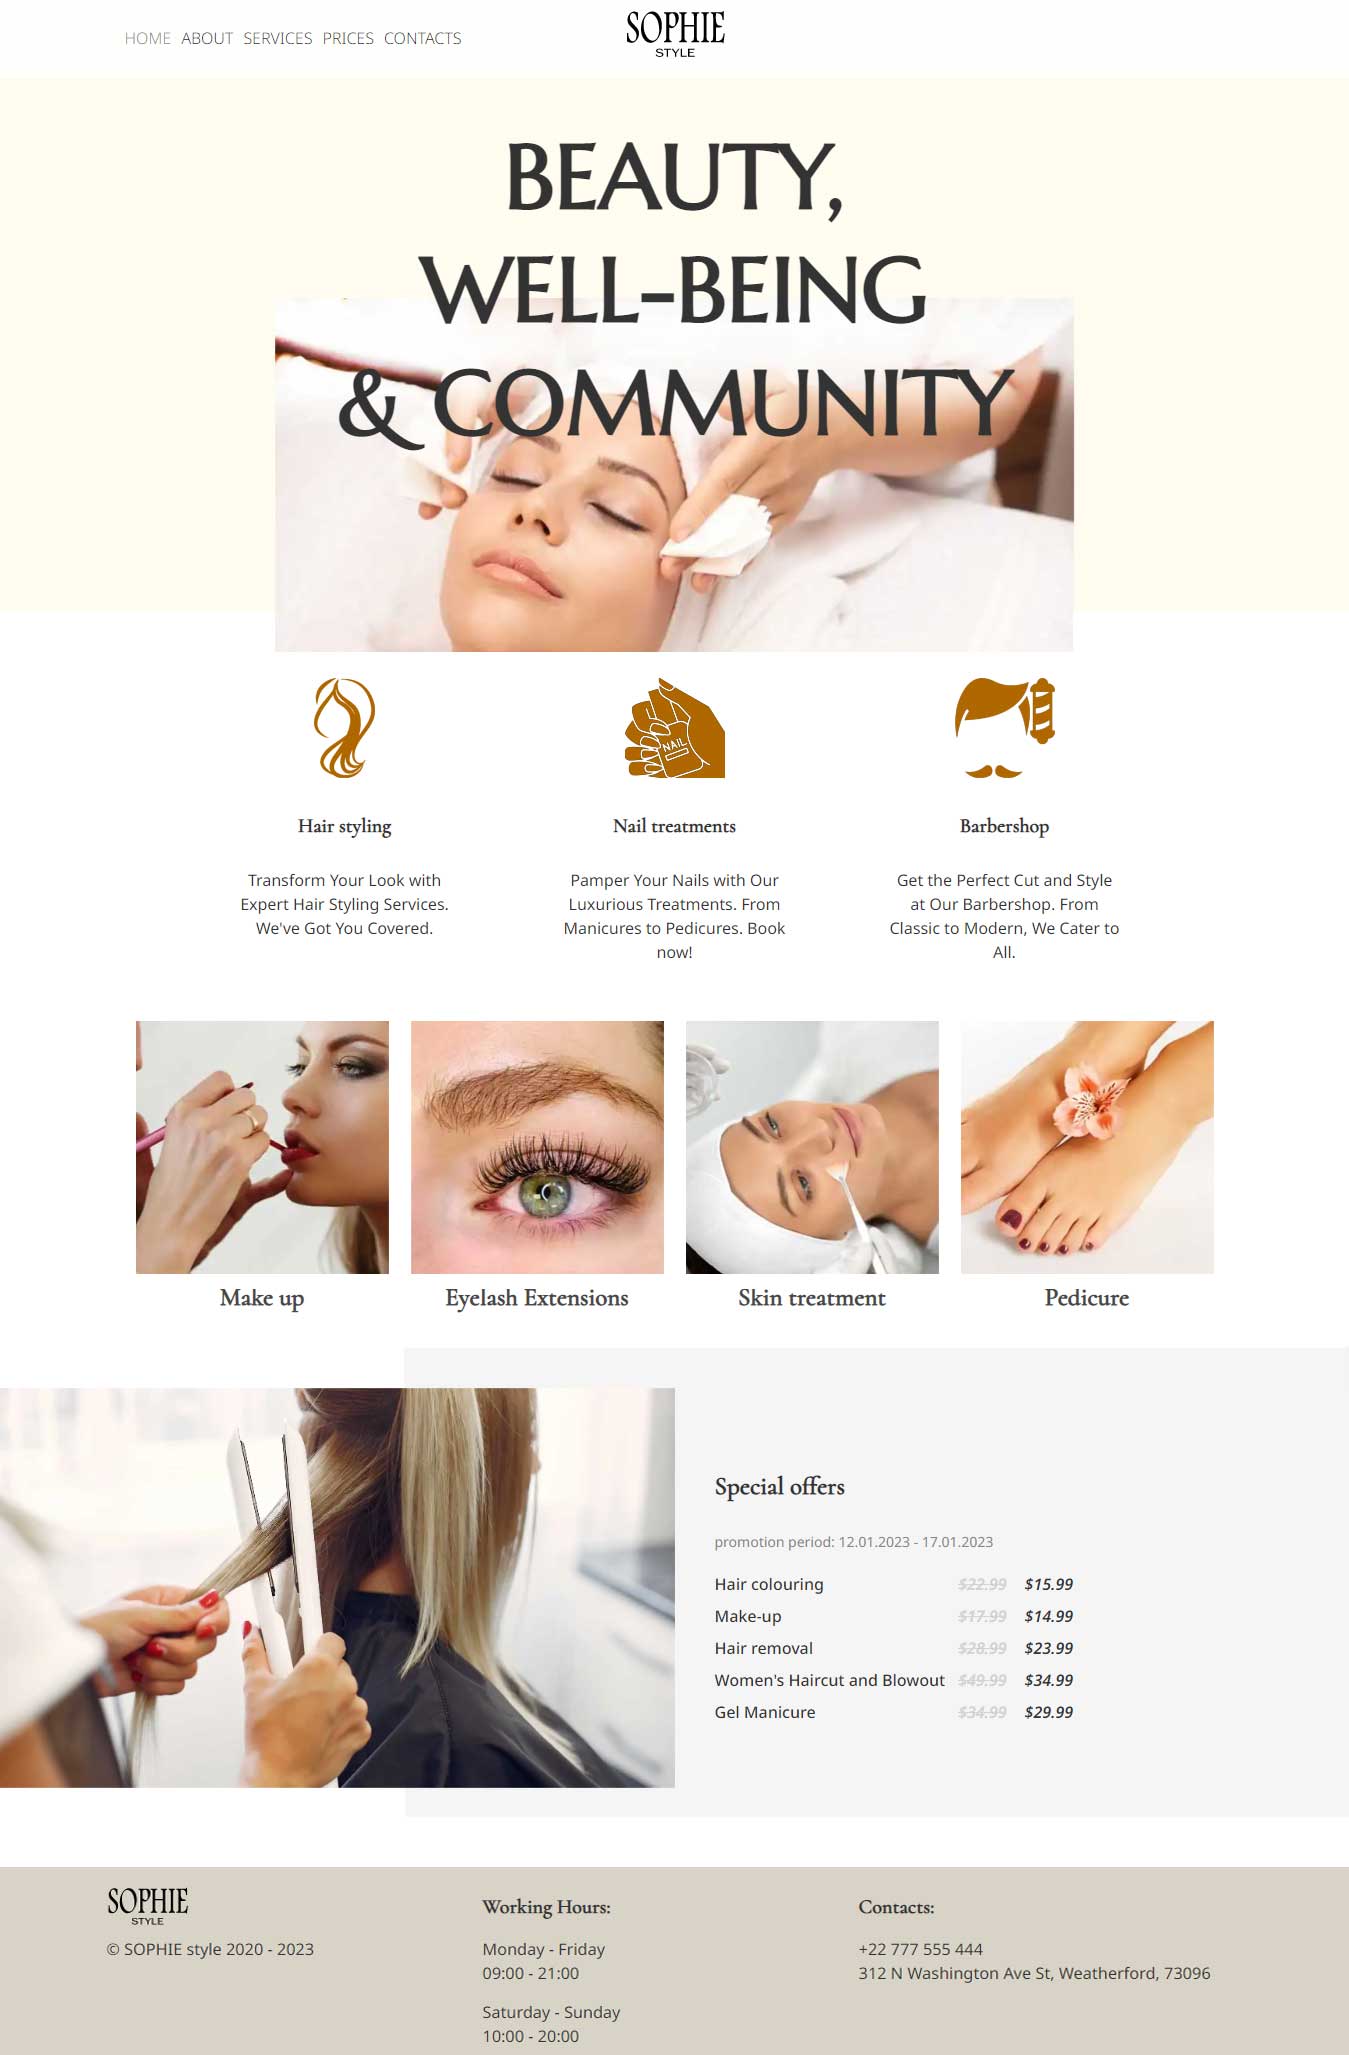 HOME ABOUT SERVICES PRICES CONTACTS
SOPHIE
STYLE
BEAUTY,
WELL-BEING
& COMMUNITY
NAIL
Hair styling
Transform Your Look with
Expert Hair Styling Services.
We've Got You Covered.
Nail treatments
Pamper Your Nails with Our
Luxurious Treatments. From
Manicures to Pedicures. Book
now!
Barbershop
Get the Perfect Cut and Style
at Our Barbershop. From
Classic to Modern, We Cater to
All.
Make up
Eyelash Extensions
Skin treatment
Pedicure
Special offers
promotion period: 12.01.2023 - 17.01.2023
Hair colouring $22.99 $15.99
Make-up $17.99 $14.99
Hair removal $28.99 $23.99
Women's Haircut and Blowout $49.99 $34.99
Gel Manicure $34.99 $29.99
SOPHIE
STYLE
© SOPHIE style 2020 - 2023
Working Hours:
Monday - Friday
09:00 - 21:00
Saturday - Sunday
10:00 - 20:00
Contacts:
+22 777 555 444
312 N Washington Ave St, Weatherford, 73096